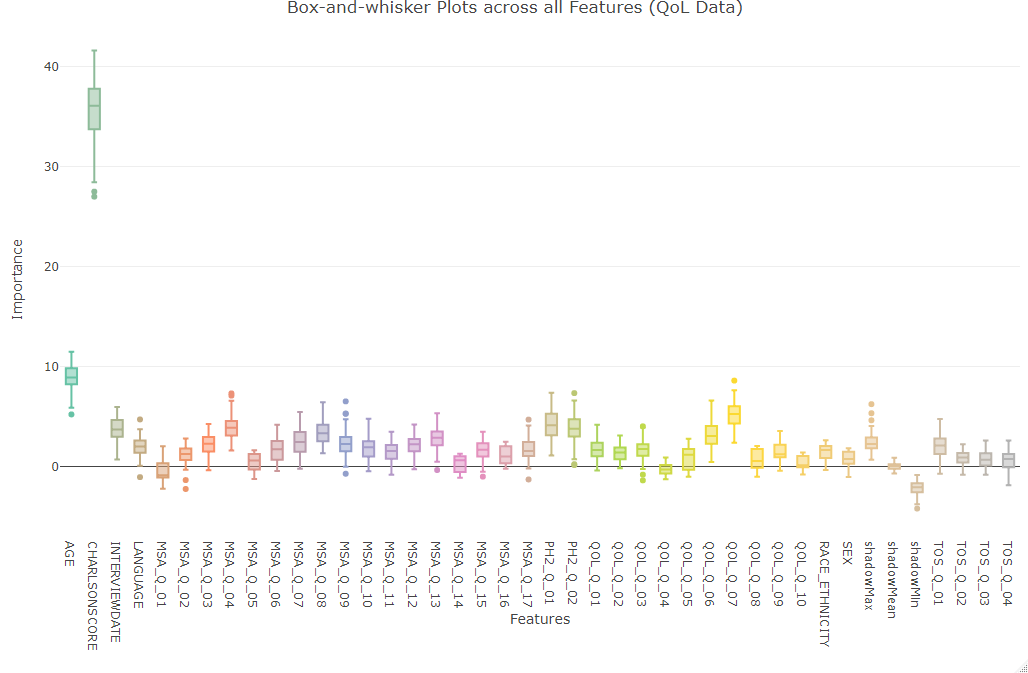 Box-and-whisker Plots across all Features (QoL Data)
Importance
40
30
20
10
0
AGE
CHARLSONSCORE
INTERVIEWDATE
LANGUAGE
MSA_Q_01
MSA_Q_02
MSA_Q_03
MSA_Q_04
MSA_Q_05
MSA_Q_06
MSA_Q_07
MSA_Q_08
MSA_Q_09
MSA_Q_10
MSA_Q_11
MSA_Q_12
MSA_Q_13
MSA_Q_14
MSA_Q_15
MSA_Q_16
MSA_Q_17
PH2_Q_01
PH2_Q_02
QOL_Q_01
QOL_Q_02
QOL_Q_03
QOL_Q_04
QOL_Q_05
QOL_Q_06
QOL_Q_07
QOL_Q_08
QOL_Q_09
QOL_Q_10
RACE_ETHNICITY
SEX
shadowMax
shadowMean
shadowMin
TOS_Q_01
TOS_Q_02
TOS_Q_03
TOS_Q_04
Features